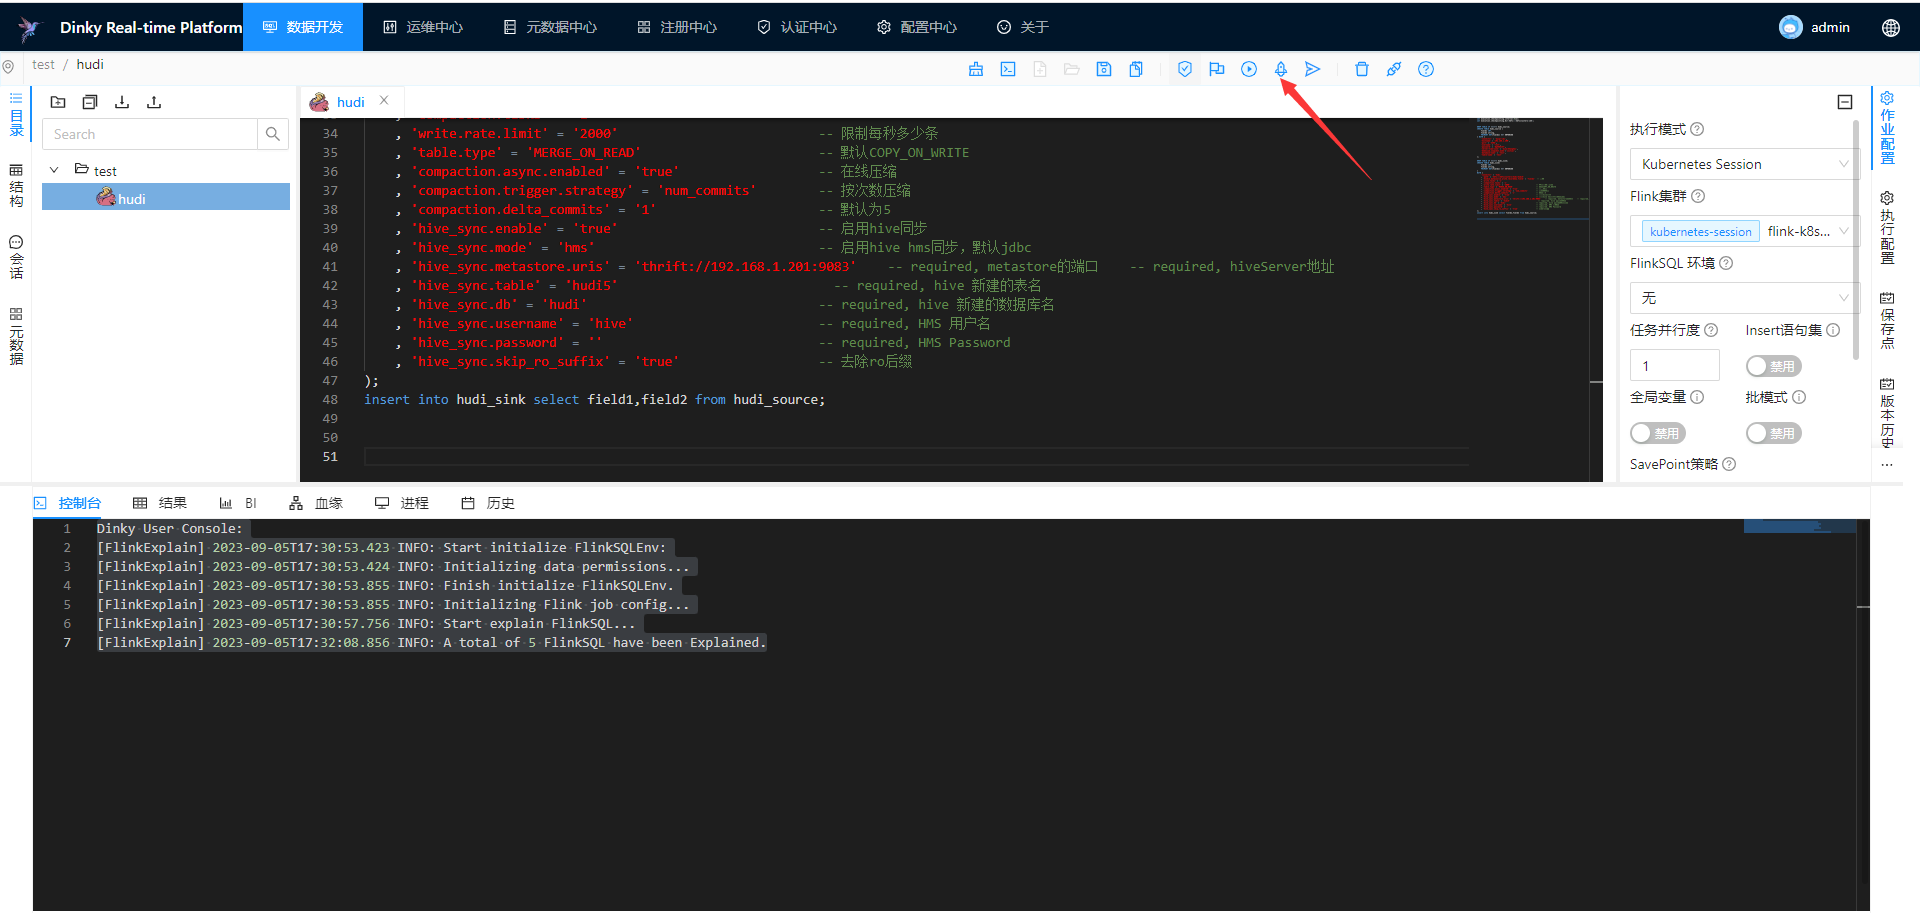 Dinky Real-time Platform
数据开发
运维中心
元数据中心
注册中心
认证中心
配置中心
关于
admin
test / hudi
目录
结构
会话
元数据
Search
test
hudi
hudi
34 , 'write.rate.limit' = '2000' -- 限制每秒多少条
35 , 'table.type' = 'MERGE_ON_READ' -- 默认COPY_ON_WRITE
36 , 'compaction.async.enabled' = 'true' -- 在线压缩
37 , 'compaction.trigger.strategy' = 'num_commits' -- 按次数压缩
38 , 'compaction.delta_commits' = '1' -- 默认为5
39 , 'hive_sync.enable' = 'true' -- 启用hive同步
40 , 'hive_sync.mode' = 'hms' -- 启用hive hms同步，默认jdbc
41 , 'hive_sync.metastore.uris' = 'thrift://192.168.1.201:9083' -- required, metastore的端口 -- required, hiveServer地址
42 , 'hive_sync.table' = 'hudi5' -- required, hive 新建的表名
43 , 'hive_sync.db' = 'hudi' -- required, hive 新建的数据库名
44 , 'hive_sync.username' = 'hive' -- required, HMS 用户名
45 , 'hive_sync.password' = '' -- required, HMS Password
46 , 'hive_sync.skip_ro_suffix' = 'true' -- 去除ro后缀
47 );
48 insert into hudi_sink select field1,field2 from hudi_source;
49
50
51
执行模式
Kubernetes Session
Flink集群
kubernetes-session flink-k8s...
FlinkSQL 环境
无
任务并行度 Insert语句集
1 禁用
全局变量 批模式
禁用 禁用
SavePoint策略
作业配置
执行配置
保存点
版本历史
...
控制台 结果 BI 血缘 进程 历史
1 Dinky User Console:
2 [FlinkExplain] 2023-09-05T17:30:53.423 INFO: Start initialize FlinkSQLEnv:
3 [FlinkExplain] 2023-09-05T17:30:53.424 INFO: Initializing data permissions...
4 [FlinkExplain] 2023-09-05T17:30:53.855 INFO: Finish initialize FlinkSQLEnv.
5 [FlinkExplain] 2023-09-05T17:30:53.855 INFO: Initializing Flink job config...
6 [FlinkExplain] 2023-09-05T17:30:57.756 INFO: Start explain FlinkSQL...
7 [FlinkExplain] 2023-09-05T17:32:08.856 INFO: A total of 5 FlinkSQL have been Explained.